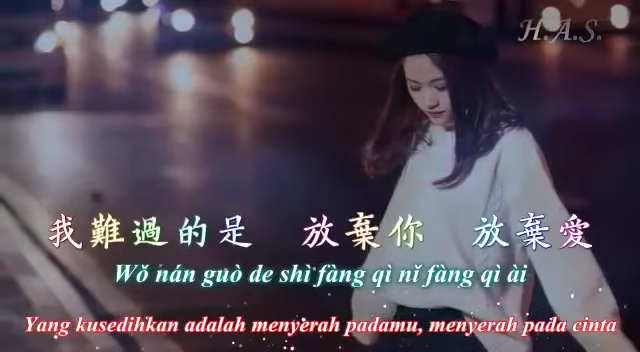 H.A.S.
我難過的是 放棄你 放棄愛
Wǒ nán guò de shì fàng qì nǐ fàng qì ài
Yang kusedihkan adalah menyerah padamu, menyerah pada cinta